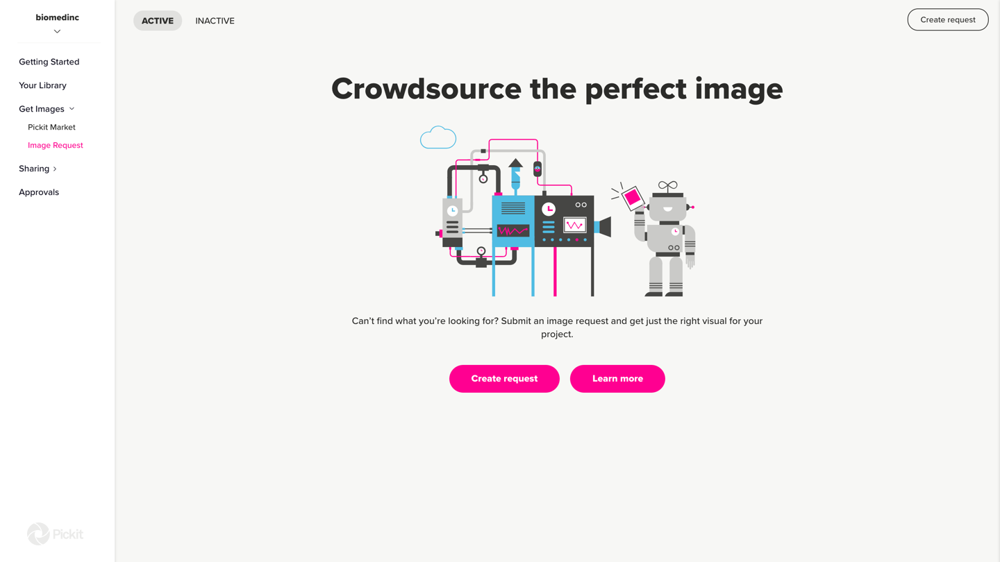 biomedinc
Getting Started
Your Library
Get Images
Pickit Market
Image Request
Sharing
Approvals
Pickit
ACTIVE
INACTIVE
Create request
Crowdsource the perfect image
Can’t find what you’re looking for? Submit an image request and get just the right visual for your
project.
Create request
Learn more